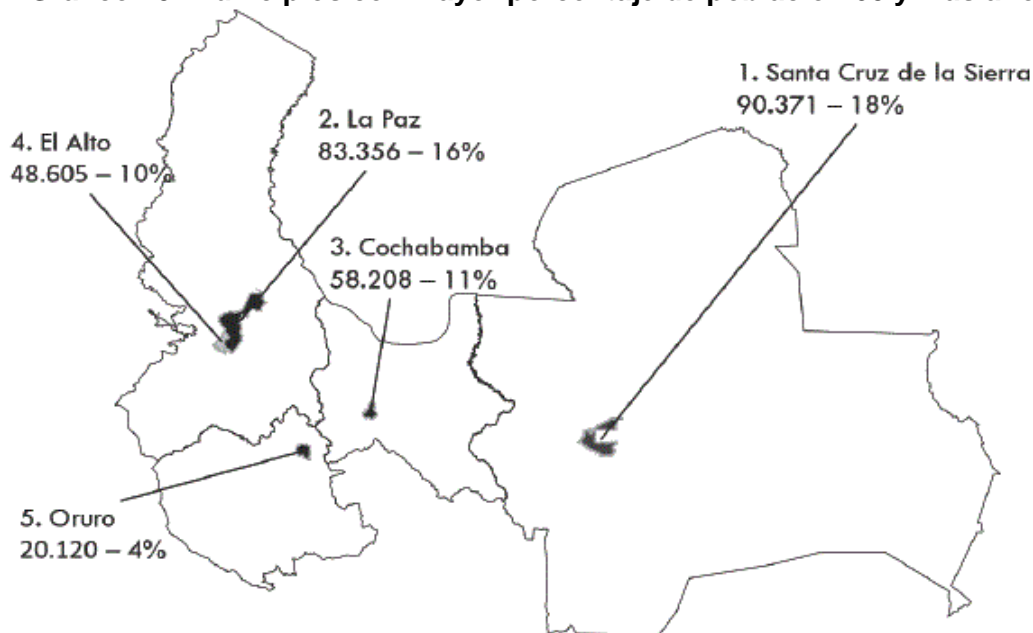 1. Santa Cruz de la Sierra
90.371 – 18%
2. La Paz
83.356 – 16%
4. El Alto
48.605 – 10%
3. Cochabamba
58.208 – 11%
5. Oruro
20.120 – 4%